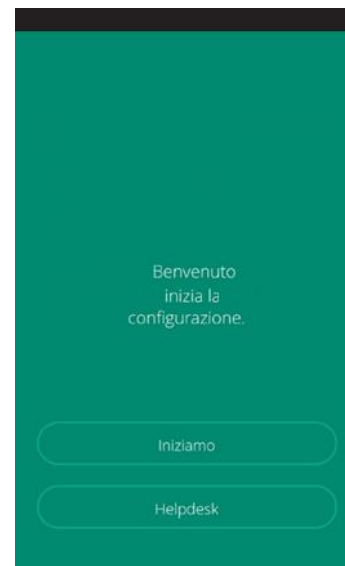 Benvenuto
inizia la
configurazione.
Iniziamo
Helpdesk